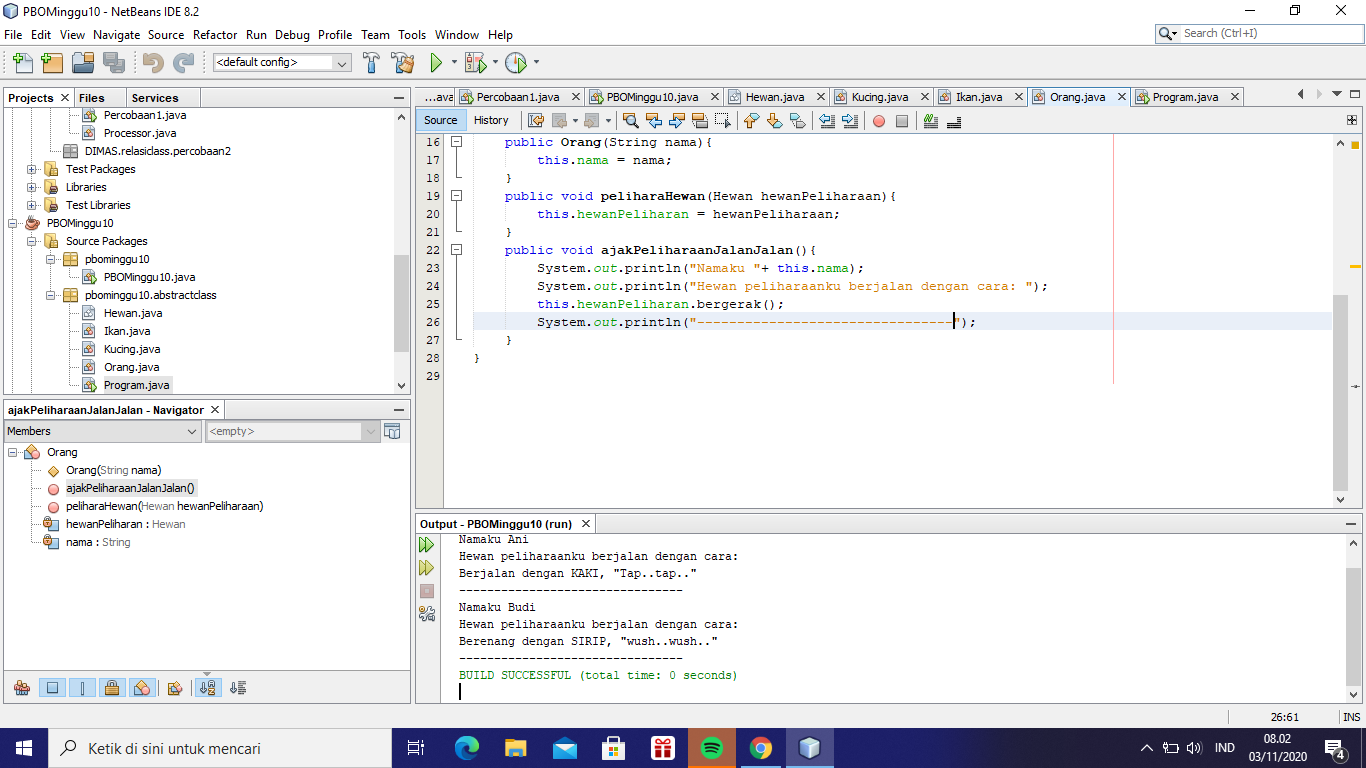 PBOMinggu10 - NetBeans IDE 8.2
File Edit View Navigate Source Refactor Run Debug Profile Team Tools Window Help
Search (Ctrl+I)
<default config>
Projects Files Services
Percobaan1.java
Processor.java
DIMAS.relasiclass.percobaan2
Test Packages
Libraries
Test Libraries
PBOMinggu10
Source Packages
pbominggu10
PBOMinggu10.java
pbominggu10.abstractclass
Hewan.java
Ikan.java
Kucing.java
Orang.java
Program.java
ajakPeliharaanJalanJalan - Navigator
Members <empty>
Orang
Orang(String nama)
ajakPeliharaanJalanJalan()
peliharaHewan(Hewan hewanPeliharaan)
hewanPeliharan : Hewan
nama : String
...ava Percobaan1.java PBOMinggu10.java Hewan.java Kucing.java Ikan.java Orang.java Program.java
Source History
16 public Orang(String nama){
17 this.nama = nama;
18 }
19 public void peliharaHewan(Hewan hewanPeliharaan){
20 this.hewanPeliharan = hewanPeliharaan;
21 }
22 public void ajakPeliharaanJalanJalan(){
23 System.out.println("Namaku "+ this.nama);
24 System.out.println("Hewan peliharaanku berjalan dengan cara: ");
25 this.hewanPeliharan.bergerak();
26 System.out.println("--------------------------------");
27 }
28 }
29
Output - PBOMinggu10 (run)
Namaku Ani
Hewan peliharaanku berjalan dengan cara:
Berjalan dengan KAKI, "Tap..tap.."
--------------------------------
Namaku Budi
Hewan peliharaanku berjalan dengan cara:
Berenang dengan SIRIP, "wush..wush.."
--------------------------------
BUILD SUCCESSFUL (total time: 0 seconds)
26:61 INS
Ketik di sini untuk mencari
IND
08.02
03/11/2020
4